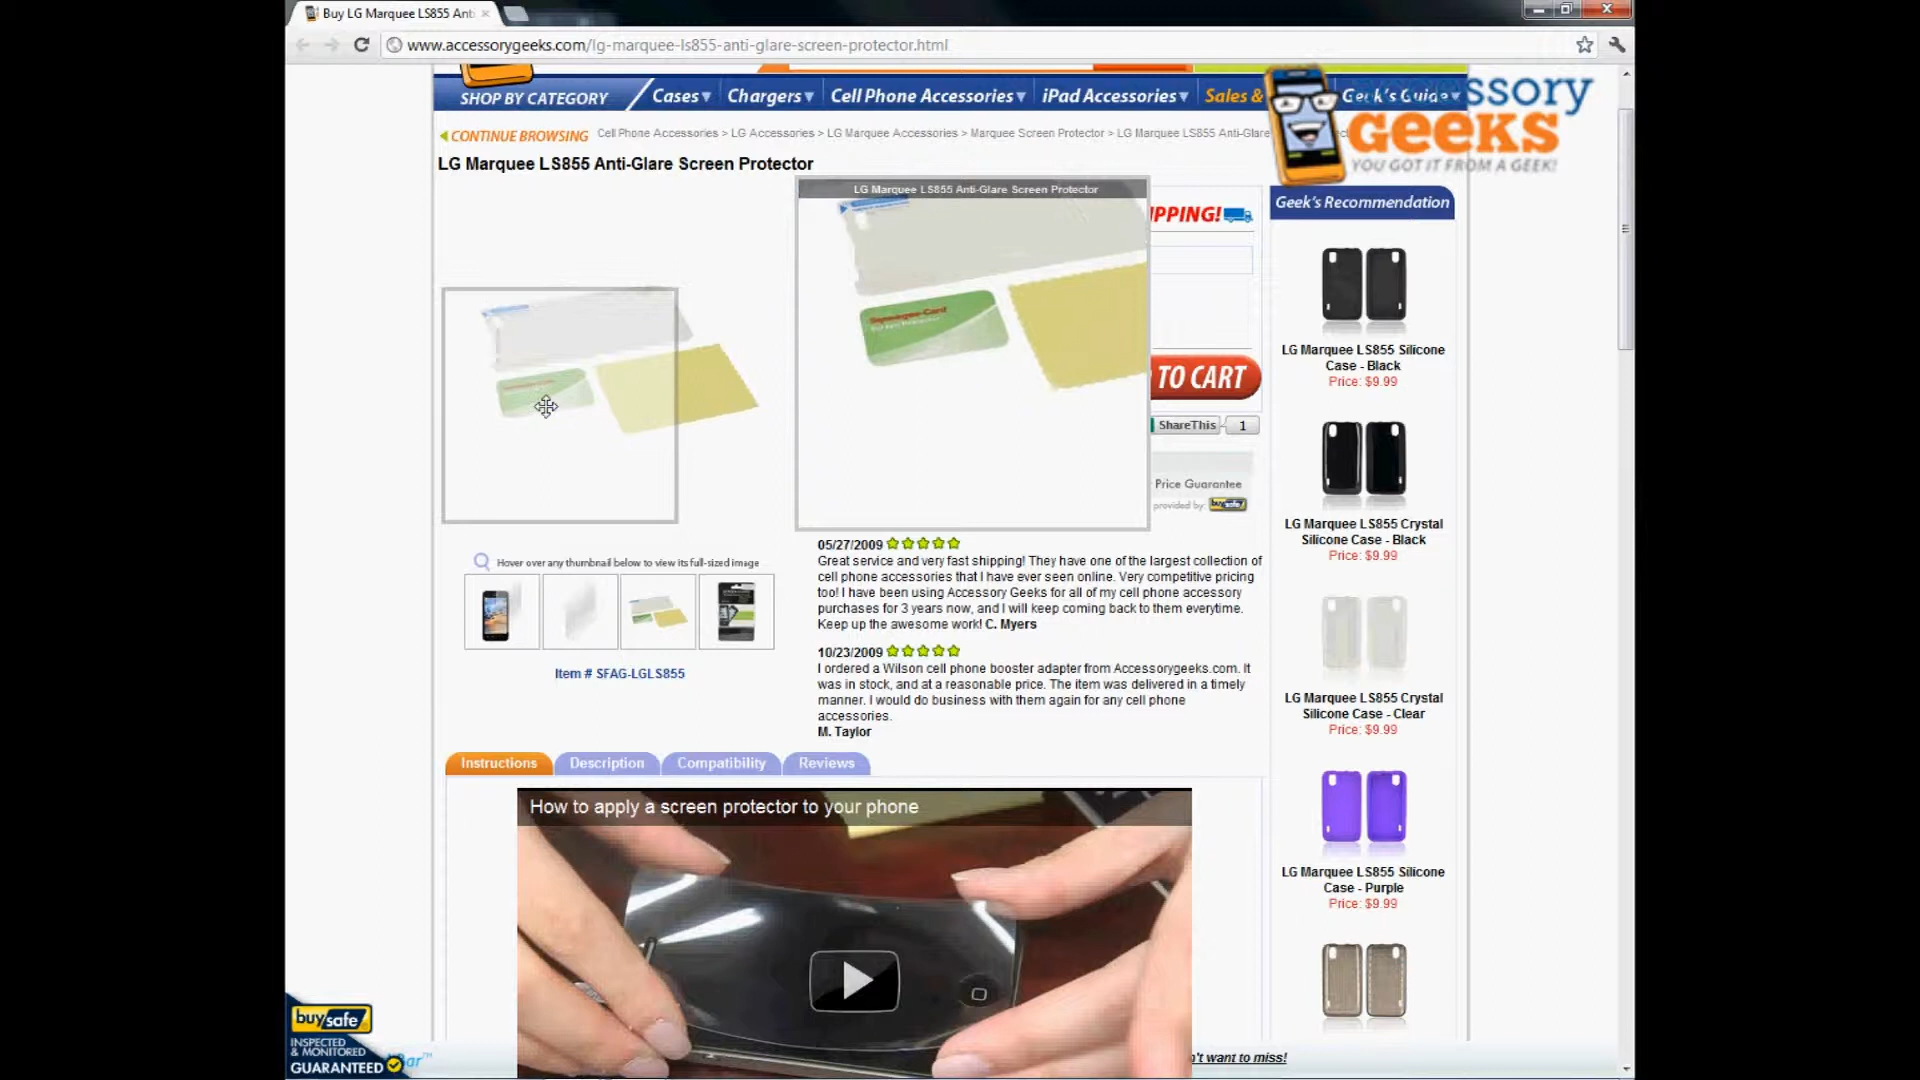 Buy LG Marquee LS855 Anti
www.accessorygeeks.com/lg-marquee-ls855-anti-glare-screen-protector.html
SHOP BY CATEGORY
Cases
Chargers
Cell Phone Accessories
iPad Accessories
Sales &
Geek's Guide
ssory
GEEKS
YOU GOT IT FROM A GEEK!
CONTINUE BROWSING
Cell Phone Accessories > LG Accessories > LG Marquee Accessories > Marquee Screen Protector > LG Marquee LS855 Anti-Glare
LG Marquee LS855 Anti-Glare Screen Protector
LG Marquee LS855 Anti-Glare Screen Protector
Squeegee-Card
IPPING!
TO CART
ShareThis
1
Price Guarantee
provided by: buySafe
Hover over any thumbnail below to view its full-sized image
Item # SFAG-LGLS855
05/27/2009
Great service and very fast shipping! They have one of the largest collection of
cell phone accessories that I have ever seen online. Very competitive pricing
too! I have been using Accessory Geeks for all of my cell phone accessory
purchases for 3 years now, and I will keep coming back to them everytime.
Keep up the awesome work! C. Myers
10/23/2009
I ordered a Wilson cell phone booster adapter from Accessorygeeks.com. It
was in stock, and at a reasonable price. The item was delivered in a timely
manner. I would do business with them again for any cell phone
accessories.
M. Taylor
Geek's Recommendation
LG Marquee LS855 Silicone
Case - Black
Price: $9.99
LG Marquee LS855 Crystal
Silicone Case - Black
Price: $9.99
LG Marquee LS855 Crystal
Silicone Case - Clear
Price: $9.99
LG Marquee LS855 Silicone
Case - Purple
Price: $9.99
Instructions
Description
Compatibility
Reviews
How to apply a screen protector to your phone
buySafe
INSPECTED
& MONITORED
GUARANTEED
Bar™
n't want to miss!